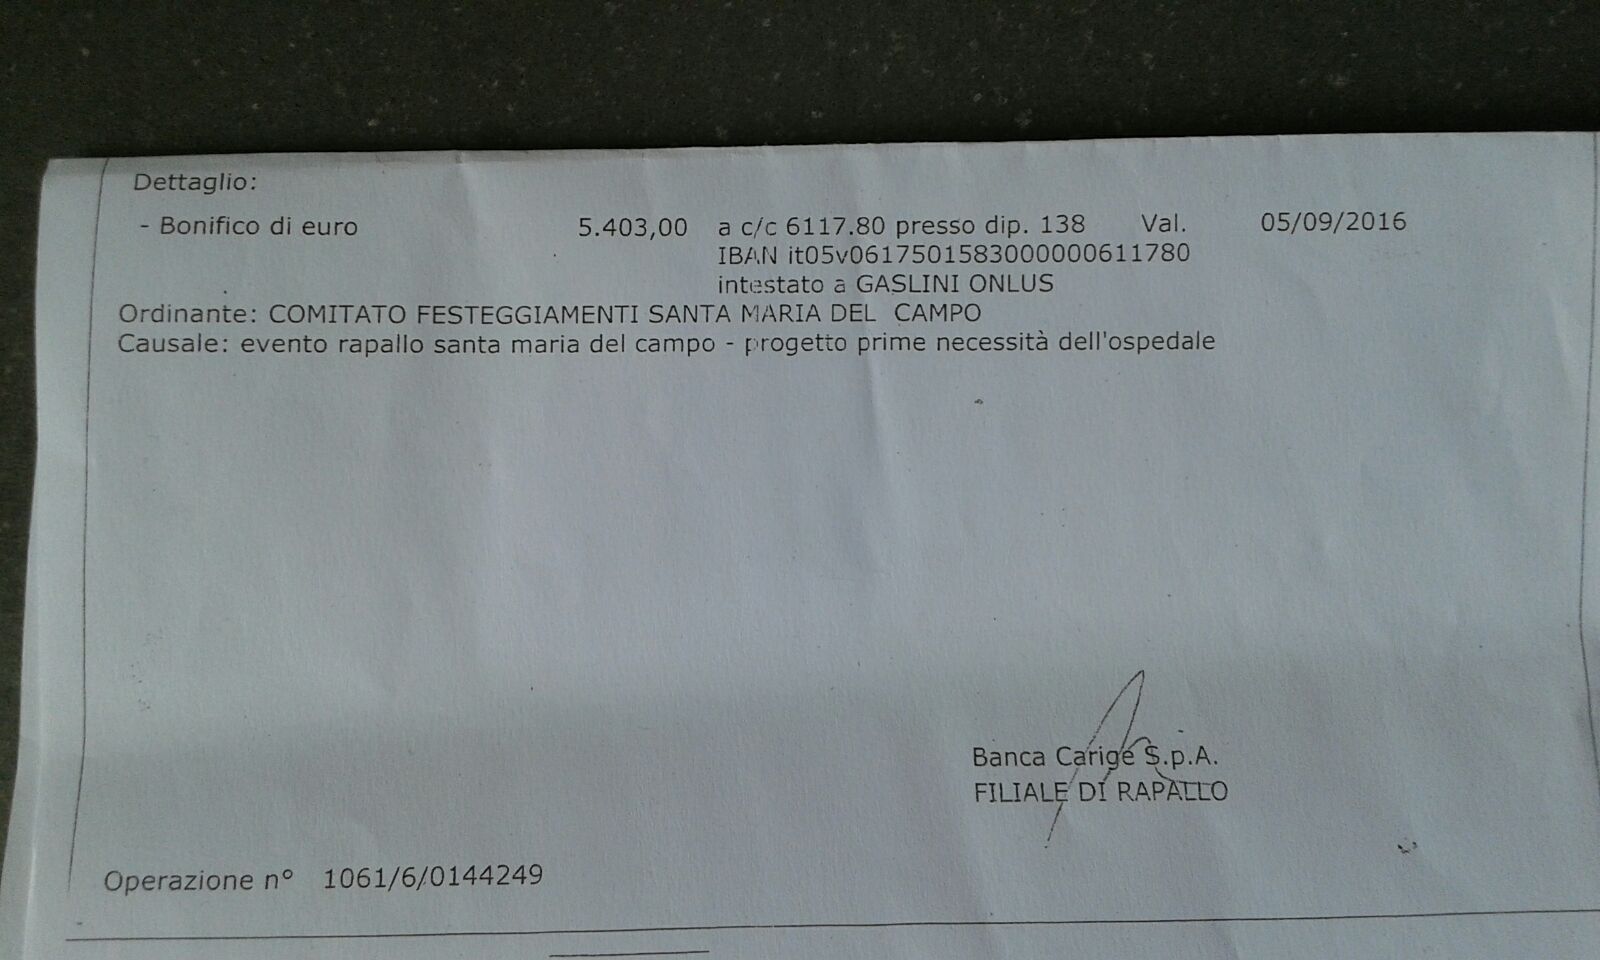 Dettaglio:
- Bonifico di euro 5.403,00 a c/c 6117.80 presso dip. 138 Val. 05/09/2016
IBAN it05v0617501583000000611780
intestato a GASLINI ONLUS
Ordinante: COMITATO FESTEGGIAMENTI SANTA MARIA DEL CAMPO
Causale: evento rapallo santa maria del campo - progetto prime necessità dell'ospedale
Banca Carige S.p.A.
FILIALE DI RAPALLO
Operazione n° 1061/6/0144249